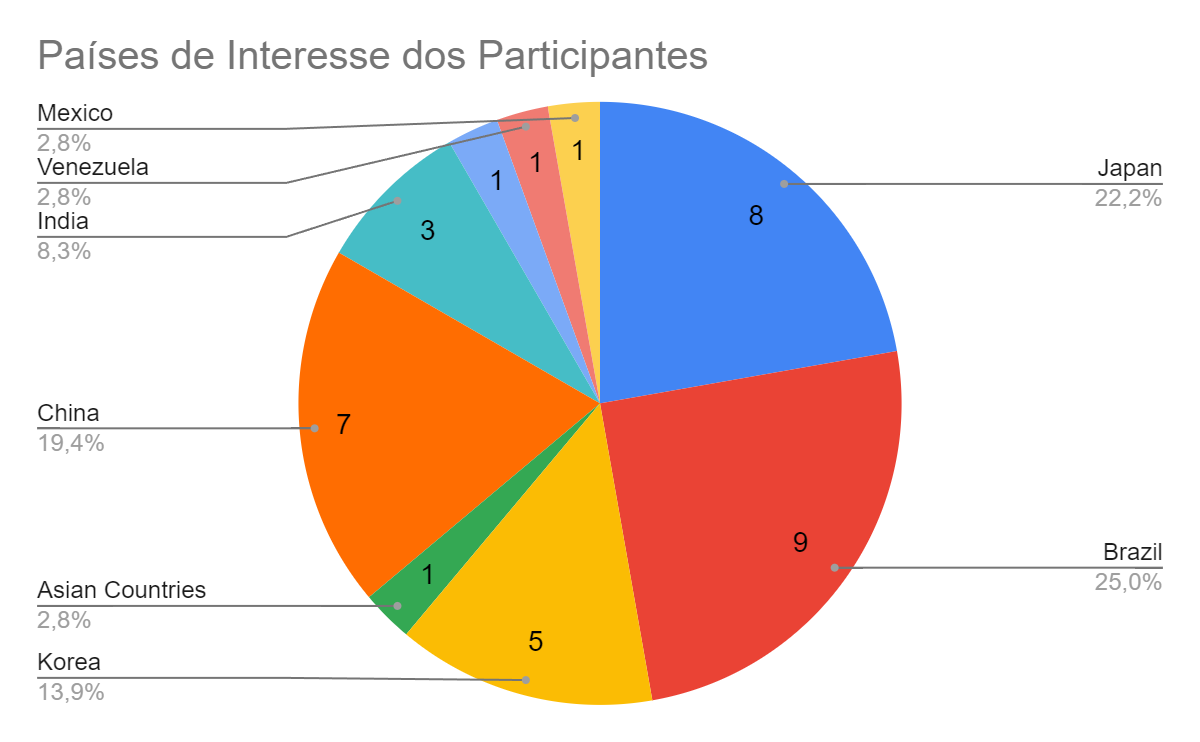 Países de Interesse dos Participantes
Mexico
2,8%
Venezuela
2,8%
India
8,3%
China
19,4%
Asian Countries
2,8%
Korea
13,9%
Japan
22,2%
Brazil
25,0%
8
9
5
1
7
3
1
1
1